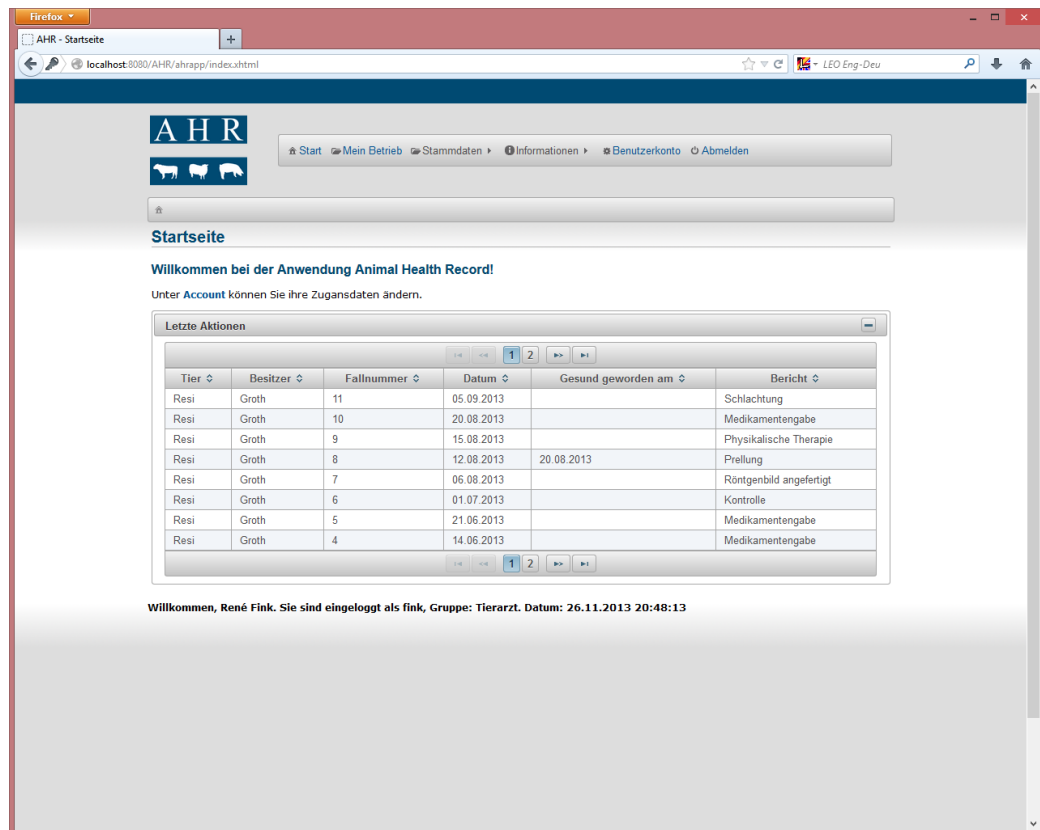 Firefox
AHR - Startseite
localhost:8080/AHR/ahrapp/index.xhtml
LEO Eng-Deu
A H R
Start Mein Betrieb Stammdaten Informationen Benutzerkonto Abmelden
Startseite
Willkommen bei der Anwendung Animal Health Record!
Unter Account können Sie ihre Zugansdaten ändern.
Letzte Aktionen
1 2
Tier Besitzer Fallnummer Datum Gesund geworden am Bericht
Resi Groth 11 05.09.2013 Schlachtung
Resi Groth 10 20.08.2013 Medikamentengabe
Resi Groth 9 15.08.2013 Physikalische Therapie
Resi Groth 8 12.08.2013 20.08.2013 Prellung
Resi Groth 7 06.08.2013 Röntgenbild angefertigt
Resi Groth 6 01.07.2013 Kontrolle
Resi Groth 5 21.06.2013 Medikamentengabe
Resi Groth 4 14.06.2013 Medikamentengabe
1 2
Willkommen, René Fink. Sie sind eingeloggt als fink, Gruppe: Tierarzt. Datum: 26.11.2013 20:48:13